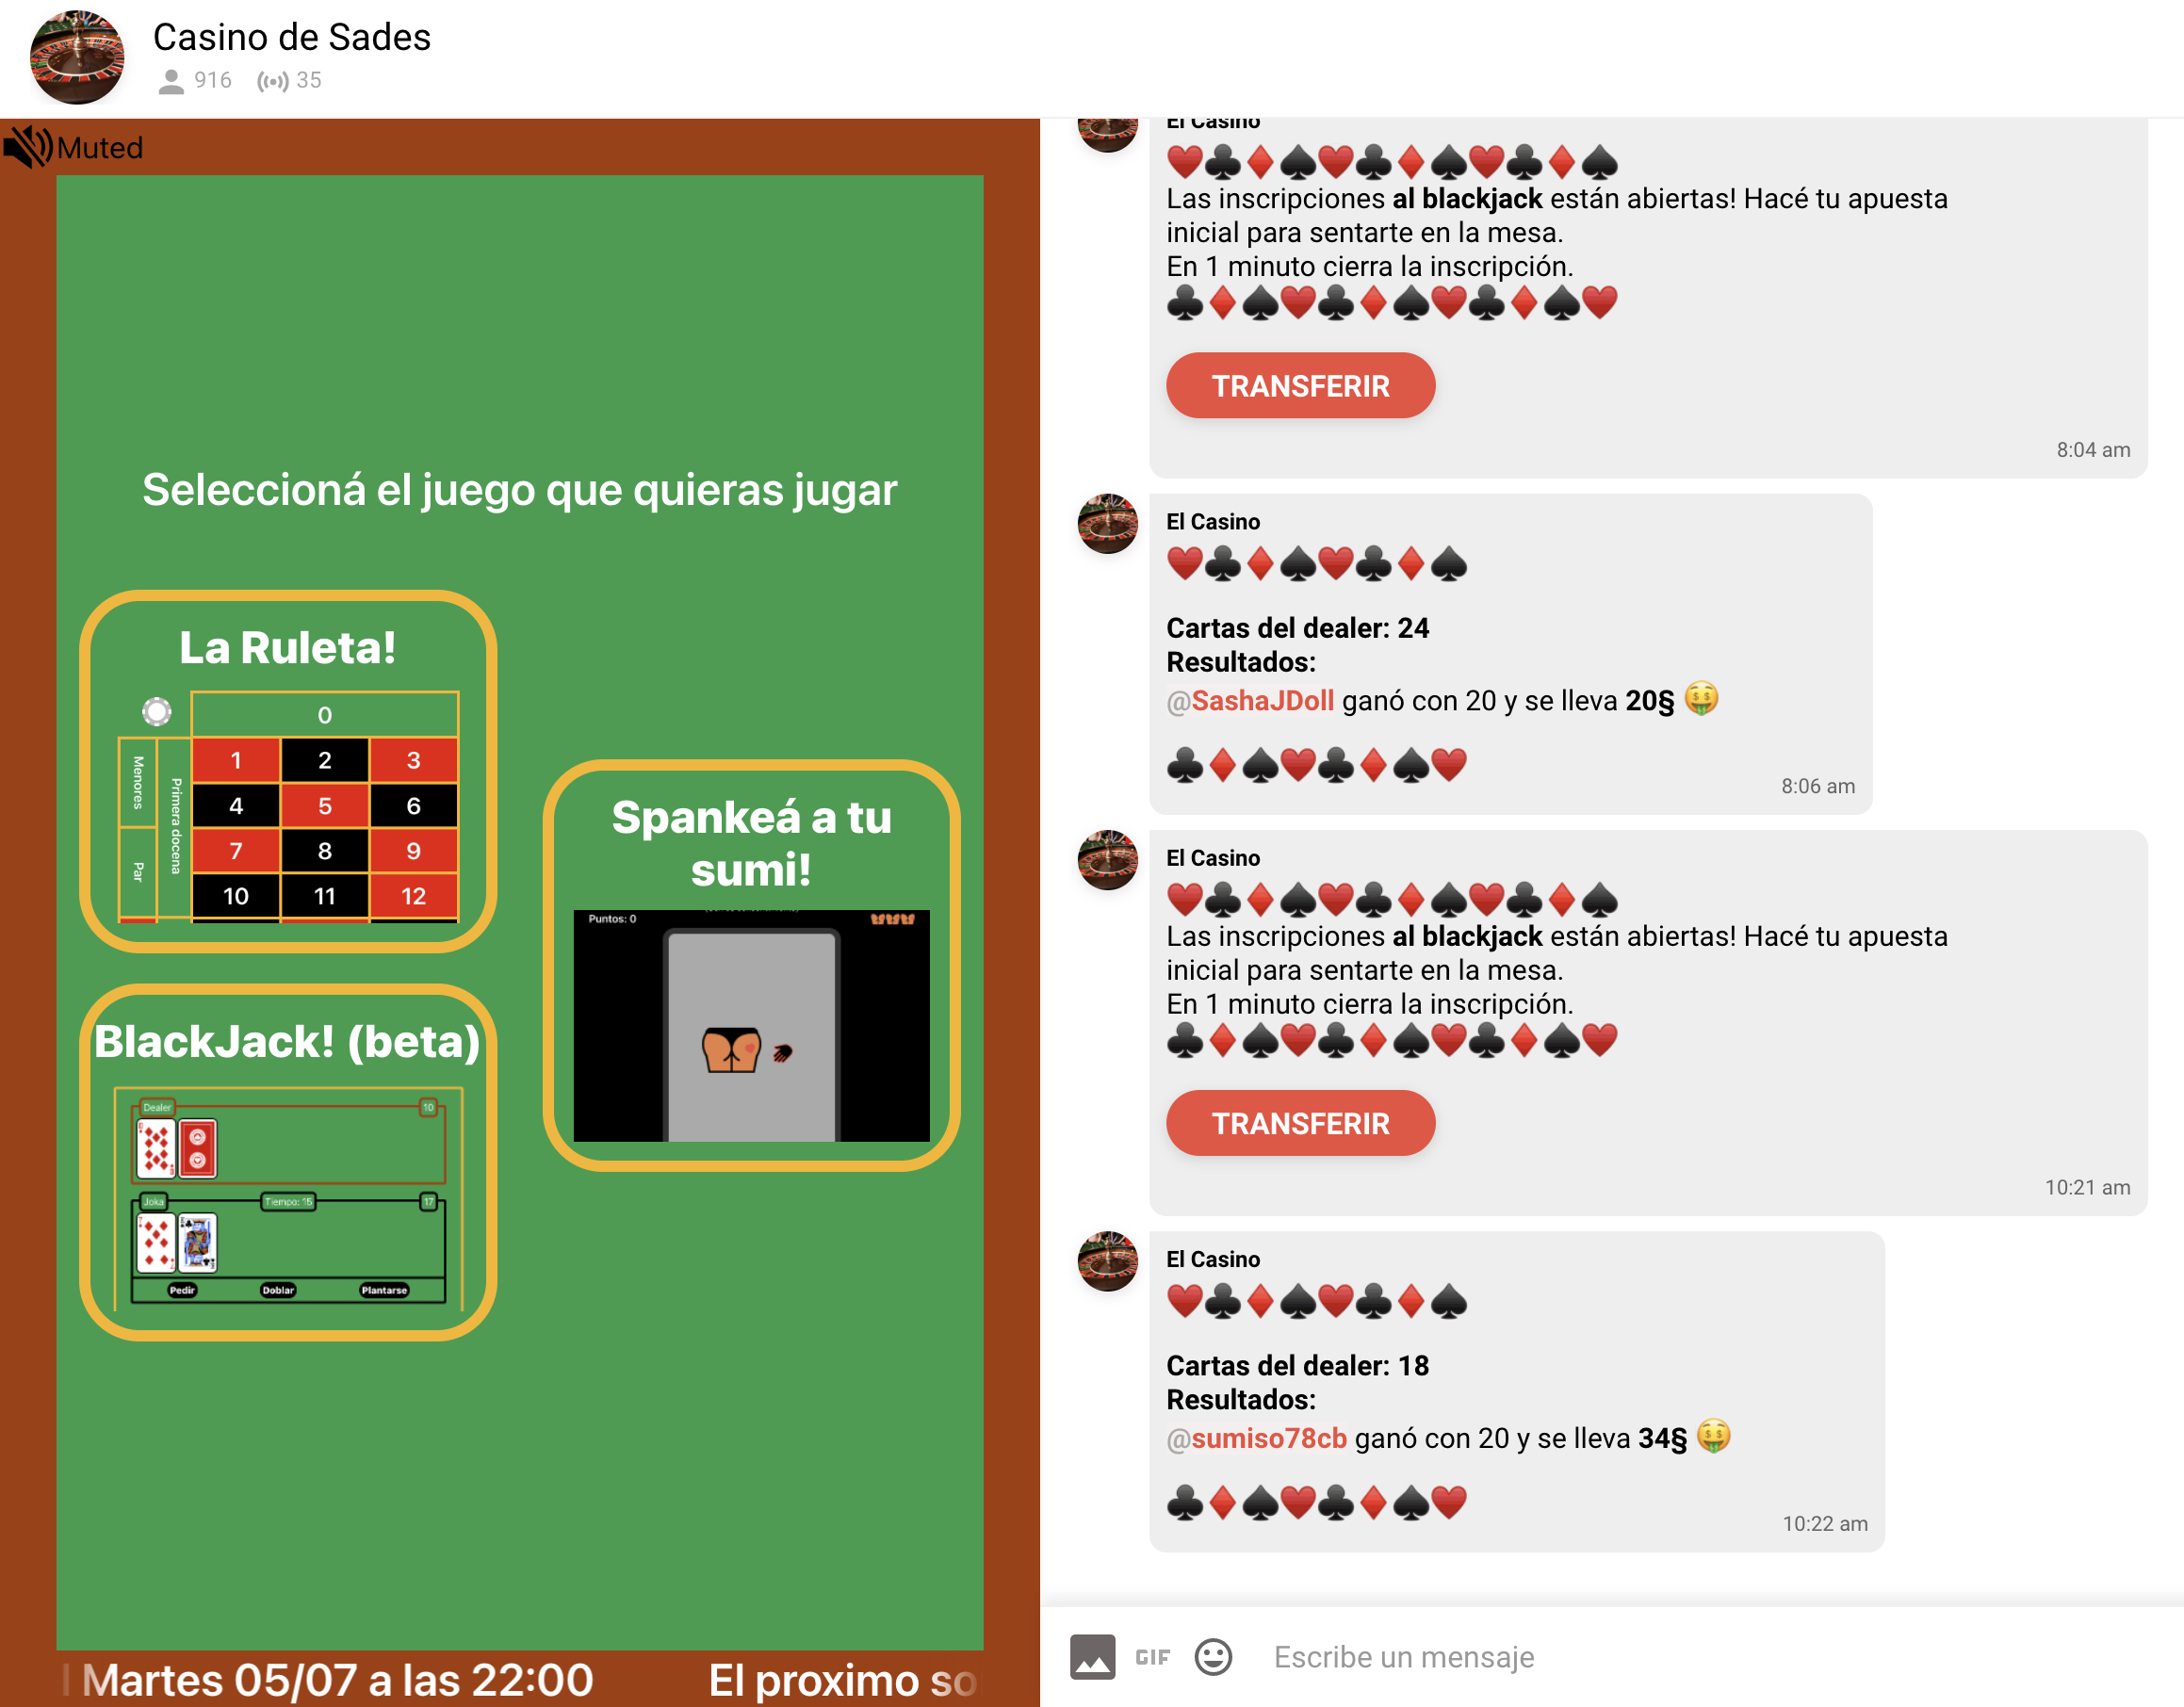 Casino de Sades
916 35
Muted
Seleccioná el juego que quieras jugar
La Ruleta!
0
Menores
Primera docena
Par
1 2 3
4 5 6
7 8 9
10 11 12
Spankeá a tu
sumi!
Puntos: 0
BlackJack! (beta)
Dealer 10
Joka Tiempo: 15 17
Pedir Doblar Plantarse
Martes 05/07 a las 22:00 El proximo so
El Casino
Las inscripciones al blackjack están abiertas! Hacé tu apuesta
inicial para sentarte en la mesa.
En 1 minuto cierra la inscripción.
TRANSFERIR
8:04 am
El Casino
Cartas del dealer: 24
Resultados:
@SashaJDoll ganó con 20 y se lleva 20§
8:06 am
El Casino
Las inscripciones al blackjack están abiertas! Hacé tu apuesta
inicial para sentarte en la mesa.
En 1 minuto cierra la inscripción.
TRANSFERIR
10:21 am
El Casino
Cartas del dealer: 18
Resultados:
@sumiso78cb ganó con 20 y se lleva 34§
10:22 am
GIF Escribe un mensaje